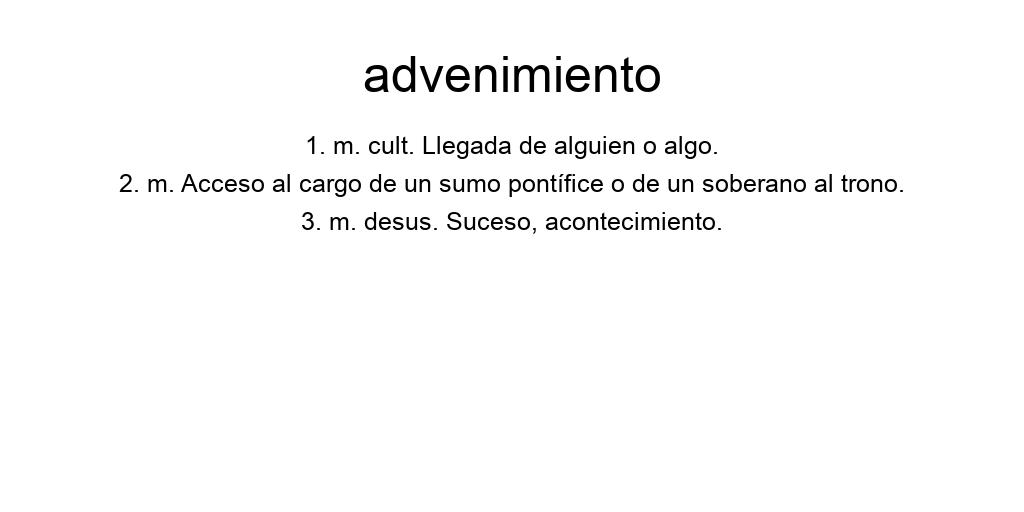 advenimiento
1. m. cult. Llegada de alguien o algo.
2. m. Acceso al cargo de un sumo pontífice o de un soberano al trono.
3. m. desus. Suceso, acontecimiento.